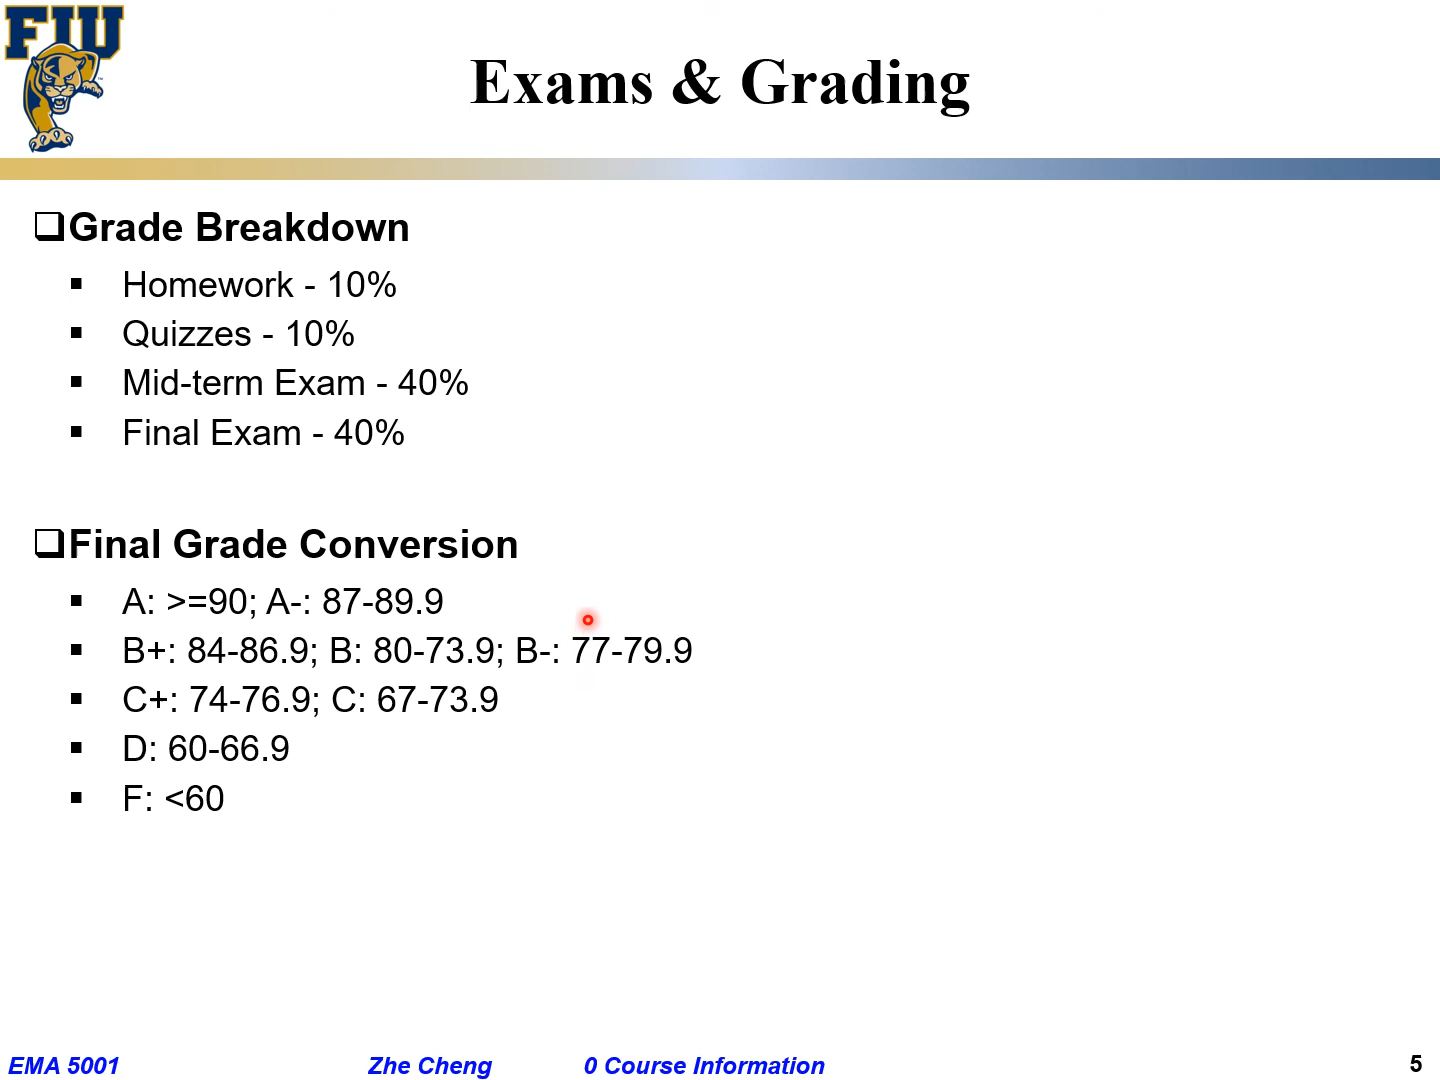 FIU
Exams & Grading
Grade Breakdown
Homework - 10%
Quizzes - 10%
Mid-term Exam - 40%
Final Exam - 40%
Final Grade Conversion
A: >=90; A-: 87-89.9
B+: 84-86.9; B: 80-73.9; B-: 77-79.9
C+: 74-76.9; C: 67-73.9
D: 60-66.9
F: <60
EMA 5001 Zhe Cheng 0 Course Information 5